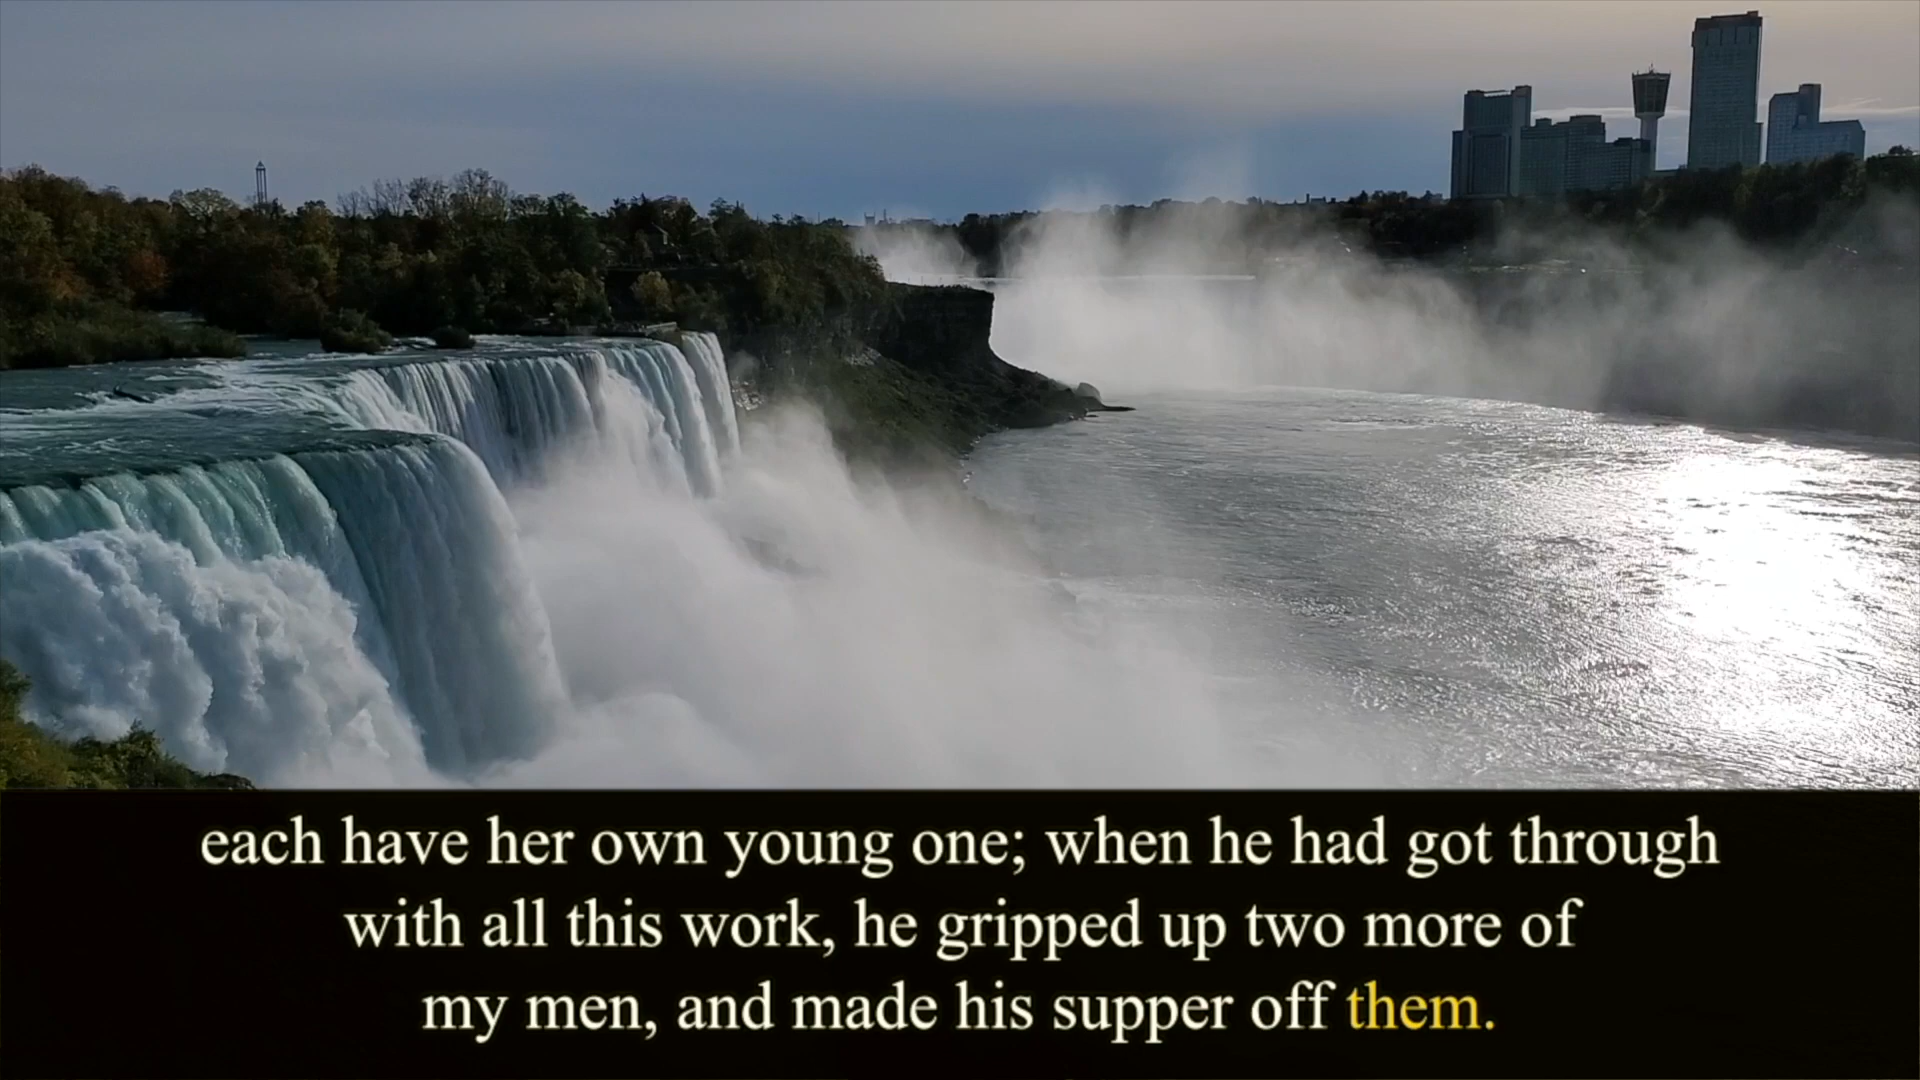 each have her own young one; when he had got through
with all this work, he gripped up two more of
my men, and made his supper off them.